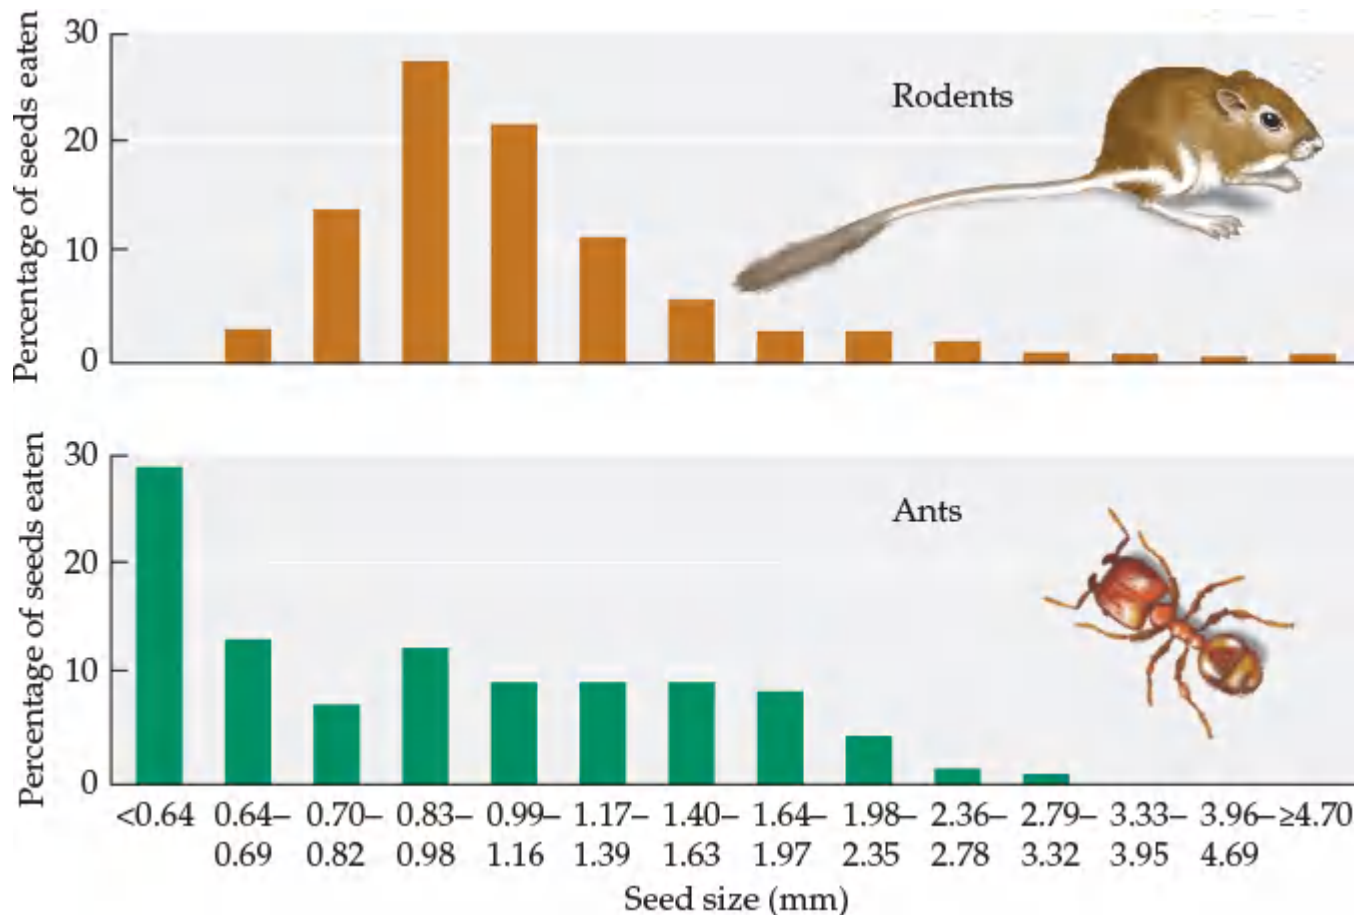 Percentage of seeds eaten
30
20
10
0
Rodents
Percentage of seeds eaten
30
20
10
0
Ants
<0.64 0.64– 0.70– 0.83– 0.99– 1.17– 1.40– 1.64– 1.98– 2.36– 2.79– 3.33– 3.96– ≥4.70
0.69 0.82 0.98 1.16 1.39 1.63 1.97 2.35 2.78 3.32 3.95 4.69
Seed size (mm)